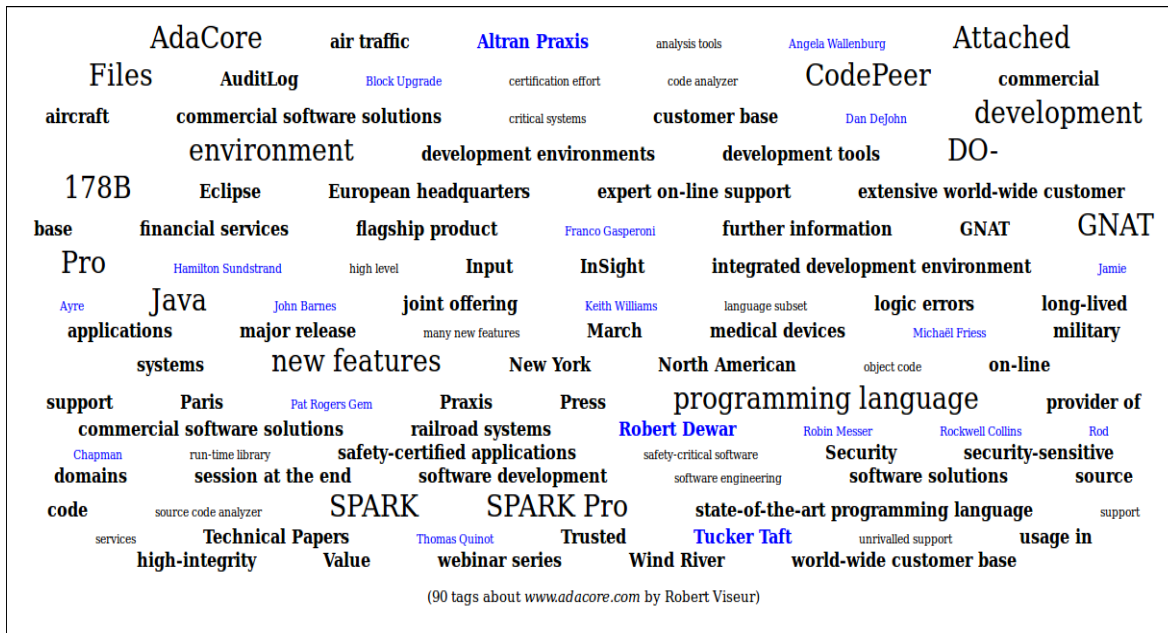 AdaCore air traffic Altran Praxis analysis tools Angela Wallenburg Attached
Files AuditLog Block Upgrade certification effort code analyzer CodePeer commercial
aircraft commercial software solutions critical systems customer base Dan DeJohn development
environment development environments development tools DO-
178B Eclipse European headquarters expert on-line support extensive world-wide customer
base financial services flagship product Franco Gasperoni further information GNAT GNAT
Pro Hamilton Sundstrand high level Input InSight integrated development environment Jamie
Ayre Java John Barnes joint offering Keith Williams language subset logic errors long-lived
applications major release many new features March medical devices Michaël Friess military
systems new features New York North American object code on-line
support Paris Pat Rogers Gem Praxis Press programming language provider of
commercial software solutions railroad systems Robert Dewar Robin Messer Rockwell Collins Rod
Chapman run-time library safety-certified applications safety-critical software Security security-sensitive
domains session at the end software development software engineering software solutions source
code source code analyzer SPARK SPARK Pro state-of-the-art programming language support
services Technical Papers Thomas Quinot Trusted Tucker Taft unrivalled support usage in
high-integrity Value webinar series Wind River world-wide customer base
(90 tags about www.adacore.com by Robert Viseur)